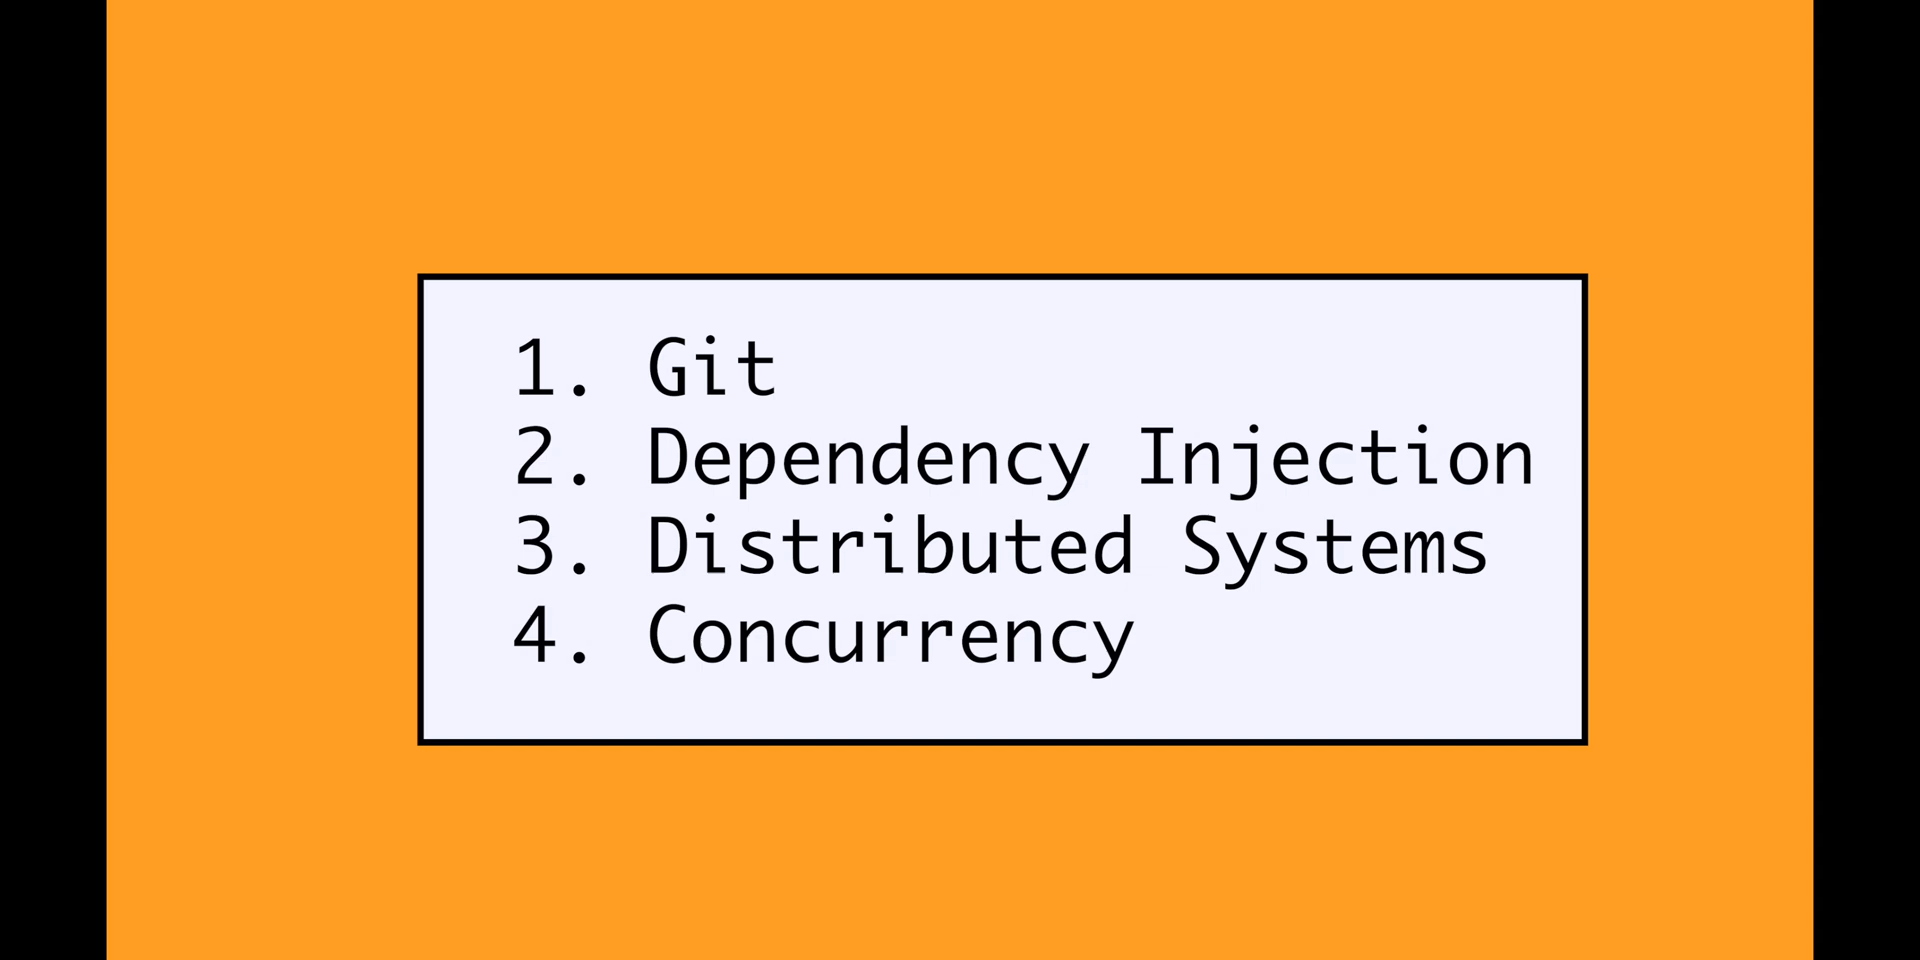 1. Git
2. Dependency Injection
3. Distributed Systems
4. Concurrency